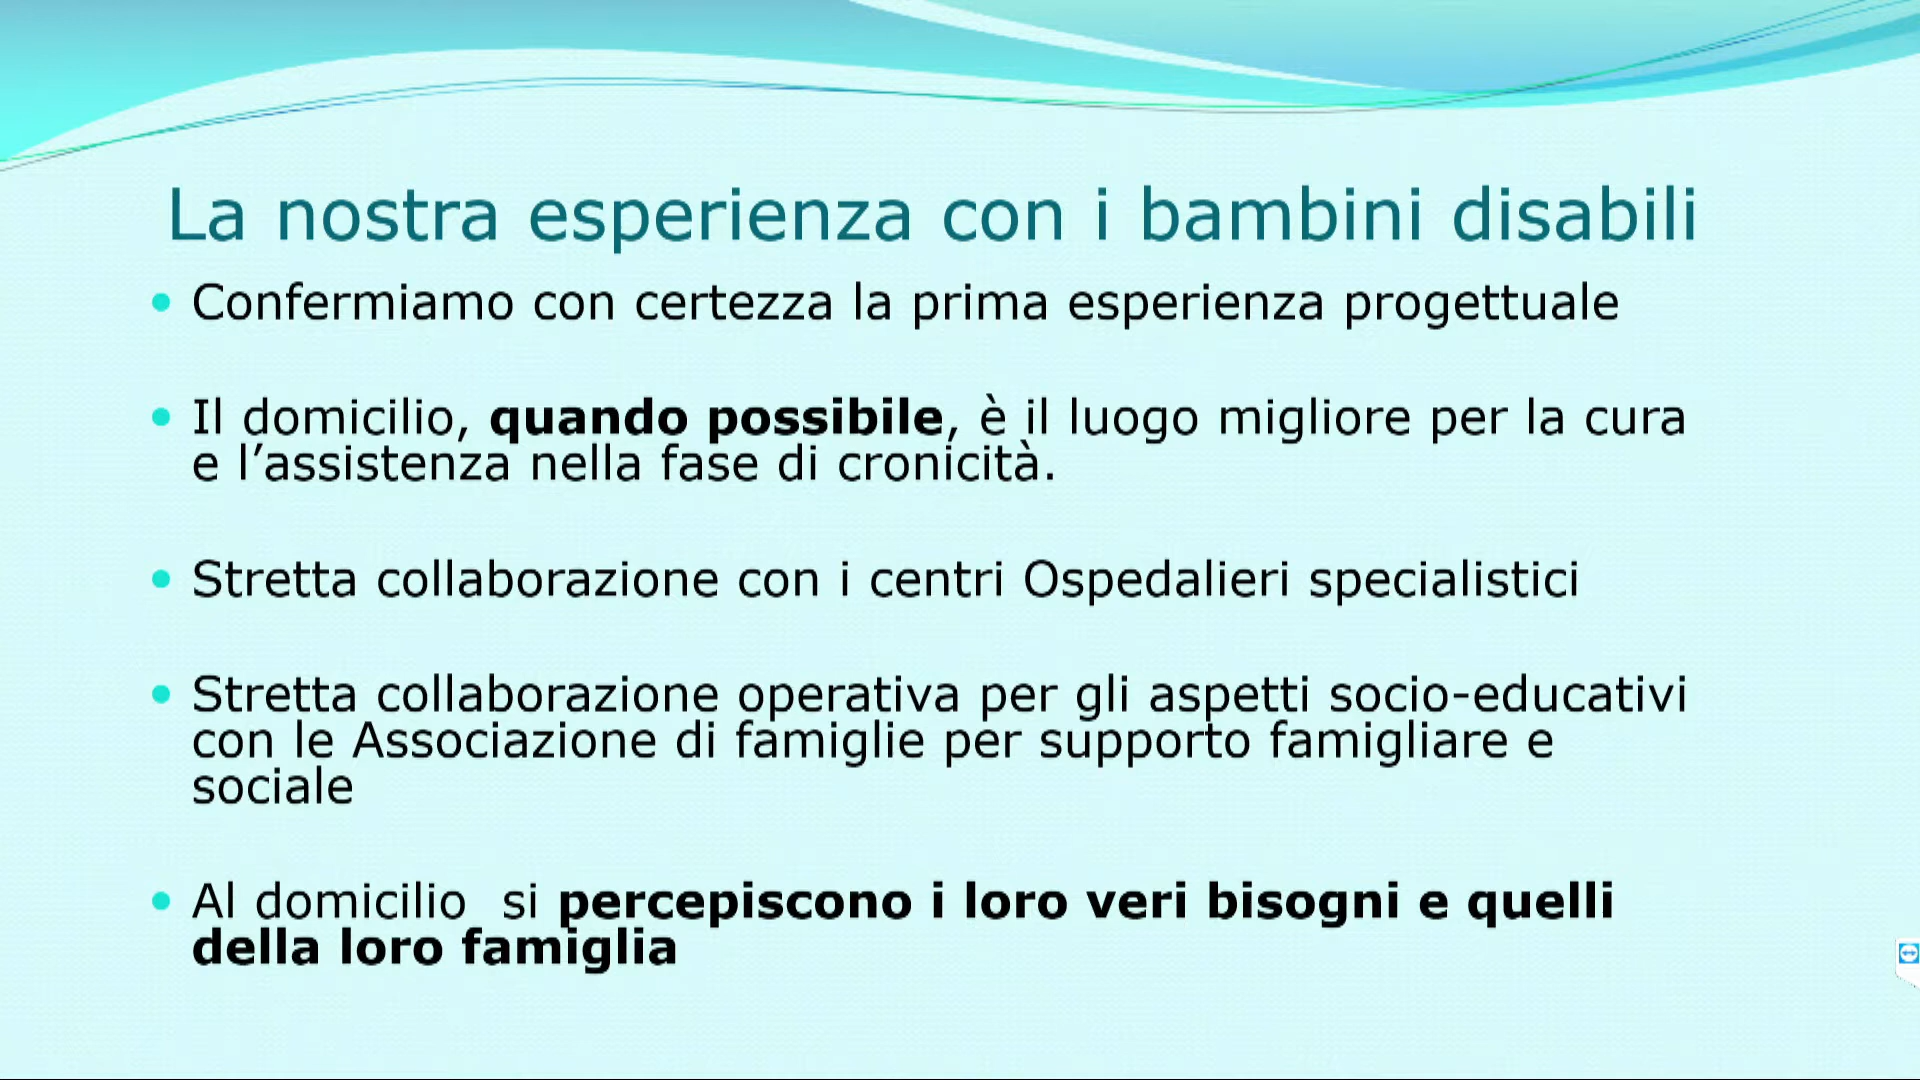 La nostra esperienza con i bambini disabili
• Confermiamo con certezza la prima esperienza progettuale
• Il domicilio, quando possibile, è il luogo migliore per la cura
e l’assistenza nella fase di cronicità.
• Stretta collaborazione con i centri Ospedalieri specialistici
• Stretta collaborazione operativa per gli aspetti socio-educativi
con le Associazione di famiglie per supporto famigliare e
sociale
• Al domicilio  si percepiscono i loro veri bisogni e quelli
della loro famiglia